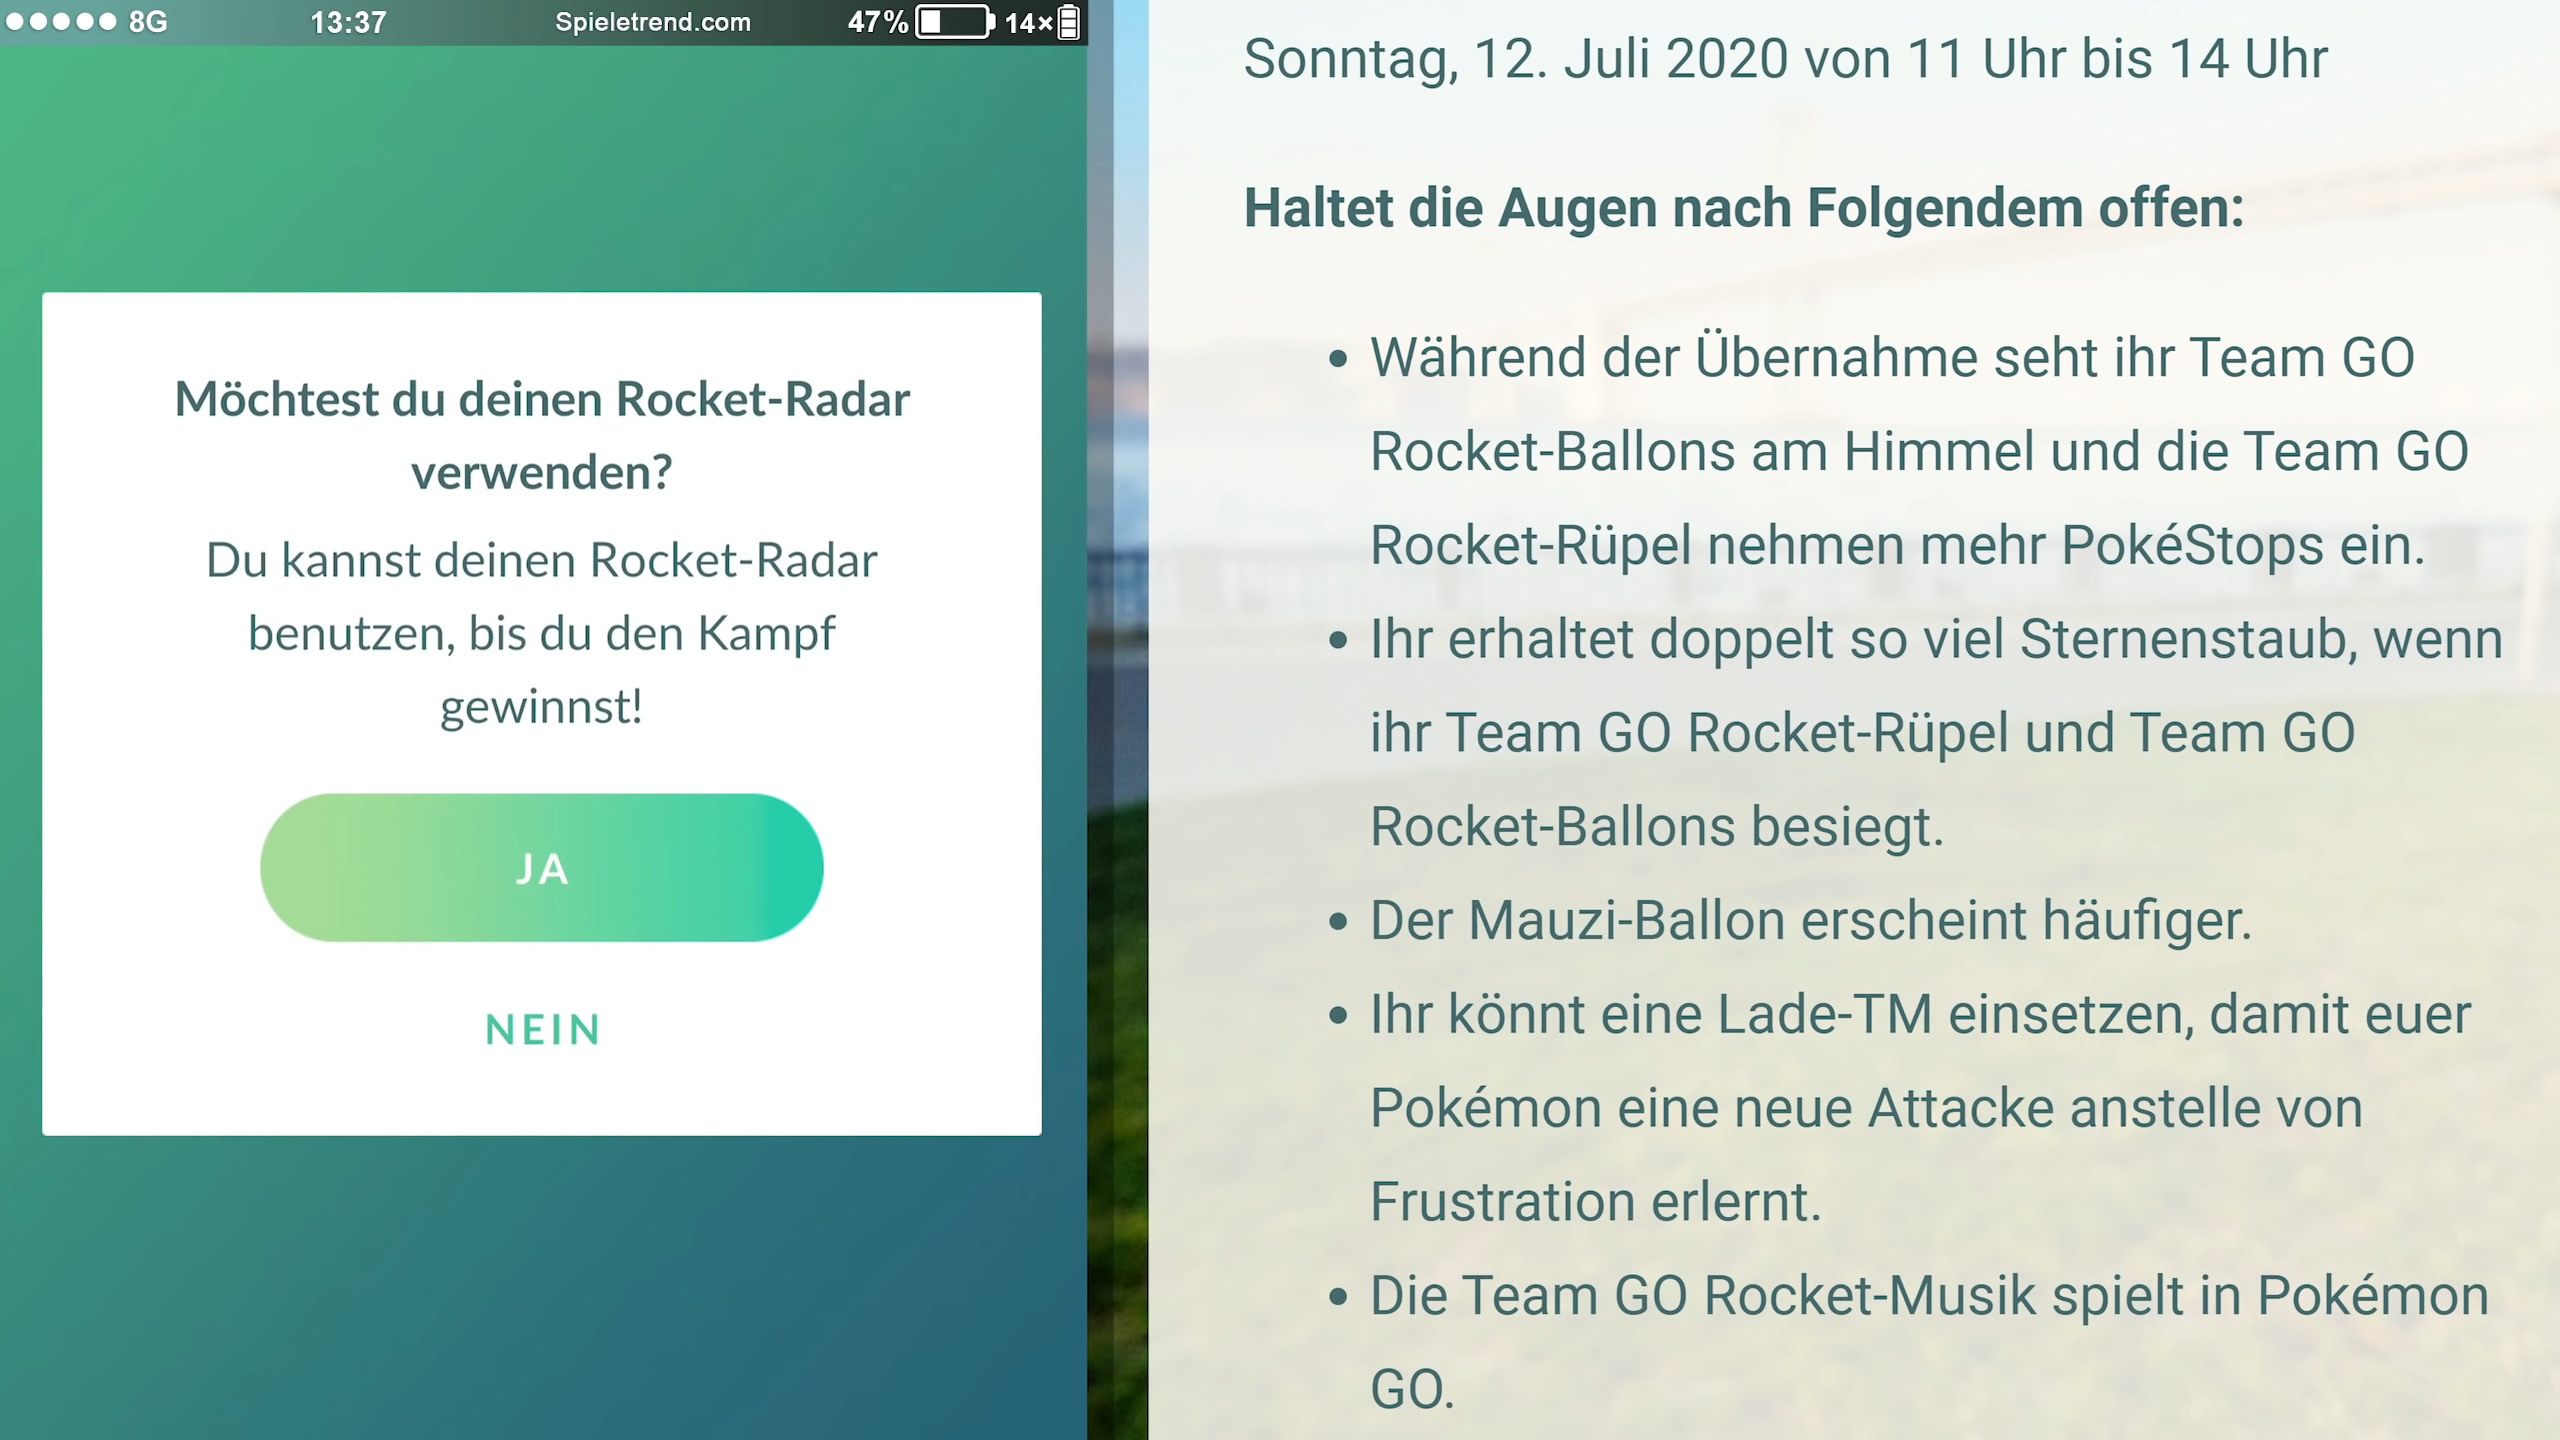 8G 13:37 Spieletrend.com 47% 14×
Möchtest du deinen Rocket-Radar
verwenden?
Du kannst deinen Rocket-Radar
benutzen, bis du den Kampf
gewinnst!
JA
NEIN
Sonntag, 12. Juli 2020 von 11 Uhr bis 14 Uhr
Haltet die Augen nach Folgendem offen:
• Während der Übernahme seht ihr Team GO
Rocket-Ballons am Himmel und die Team GO
Rocket-Rüpel nehmen mehr PokéStops ein.
• Ihr erhaltet doppelt so viel Sternenstaub, wenn
ihr Team GO Rocket-Rüpel und Team GO
Rocket-Ballons besiegt.
• Der Mauzi-Ballon erscheint häufiger.
• Ihr könnt eine Lade-TM einsetzen, damit euer
Pokémon eine neue Attacke anstelle von
Frustration erlernt.
• Die Team GO Rocket-Musik spielt in Pokémon
GO.